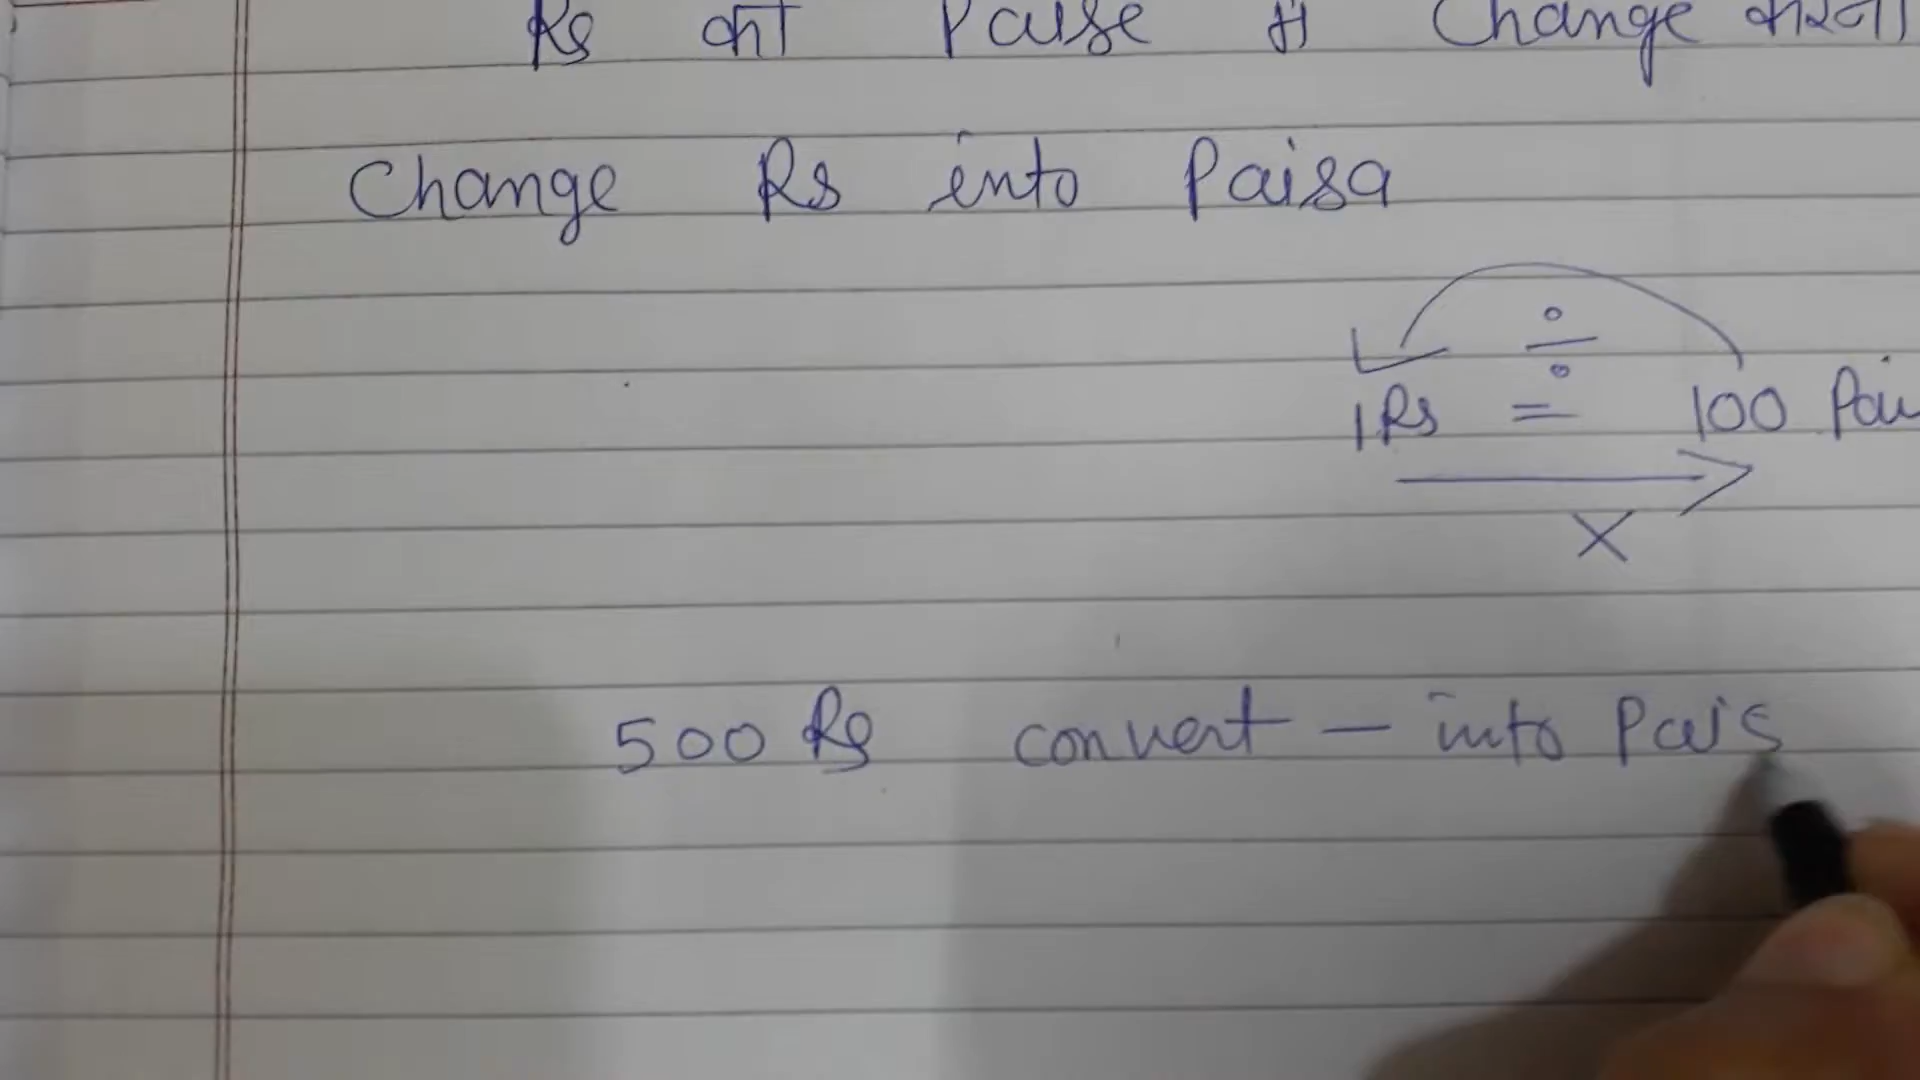 Rs का Paise में Change करना
Change Rs into Paisa
÷
1Rs = 100 Pai
×
500 Rs convert - into Pais